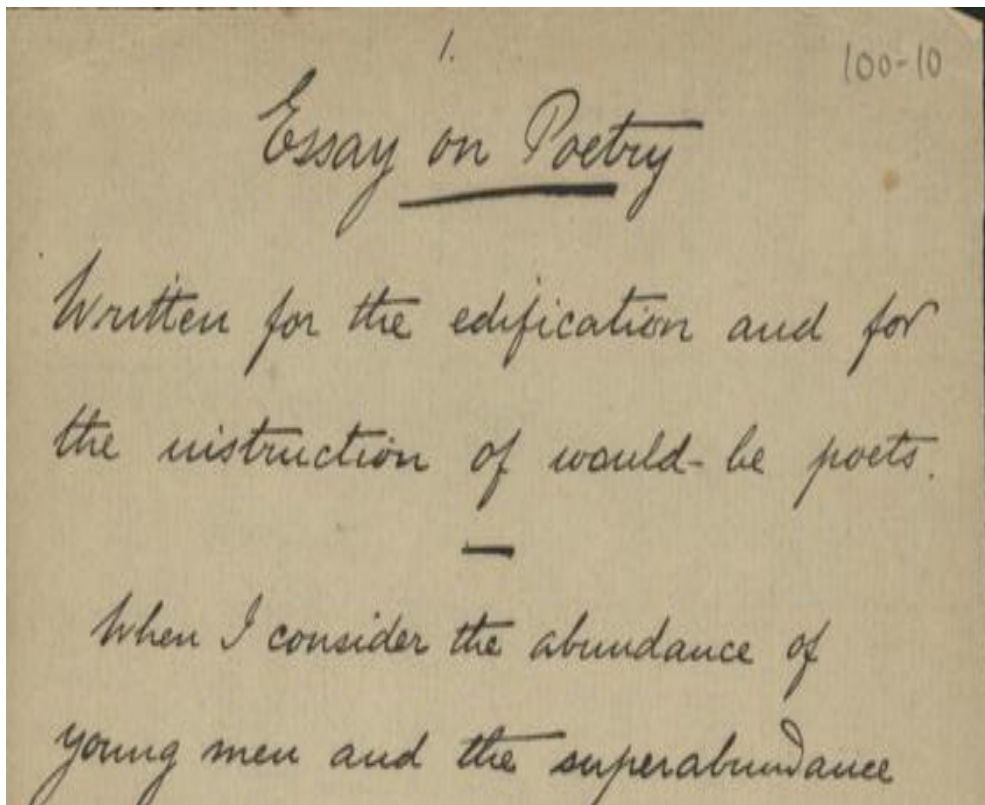 1.
100-10
Essay on Poetry
Written for the edification and for
the instruction of would-be poets.
When I consider the abundance of
young men and the superabundance